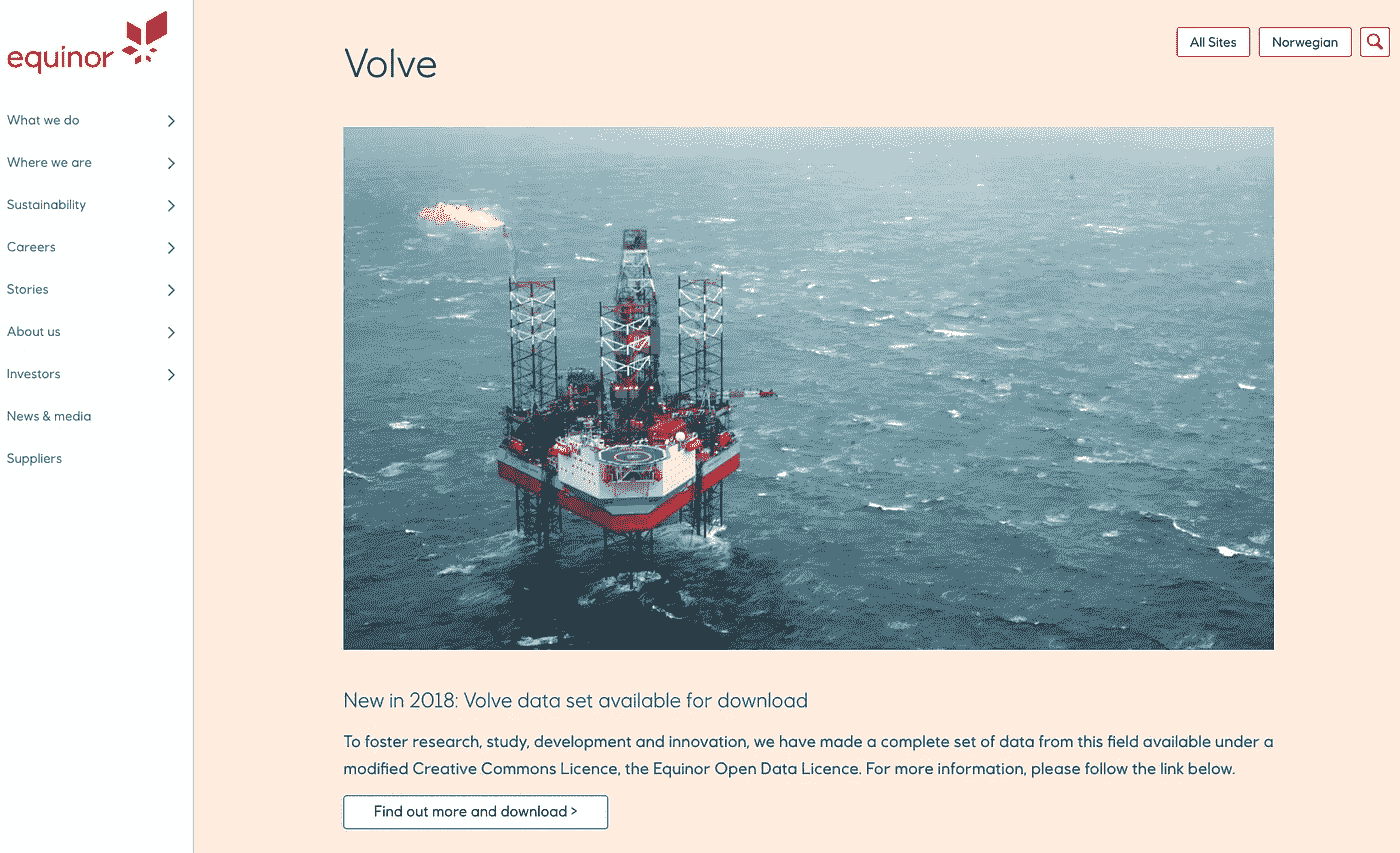 equinor
What we do
Where we are
Sustainability
Careers
Stories
About us
Investors
News & media
Suppliers
All Sites
Norwegian
Volve
New in 2018: Volve data set available for download
To foster research, study, development and innovation, we have made a complete set of data from this field available under a
modified Creative Commons Licence, the Equinor Open Data Licence. For more information, please follow the link below.
Find out more and download >